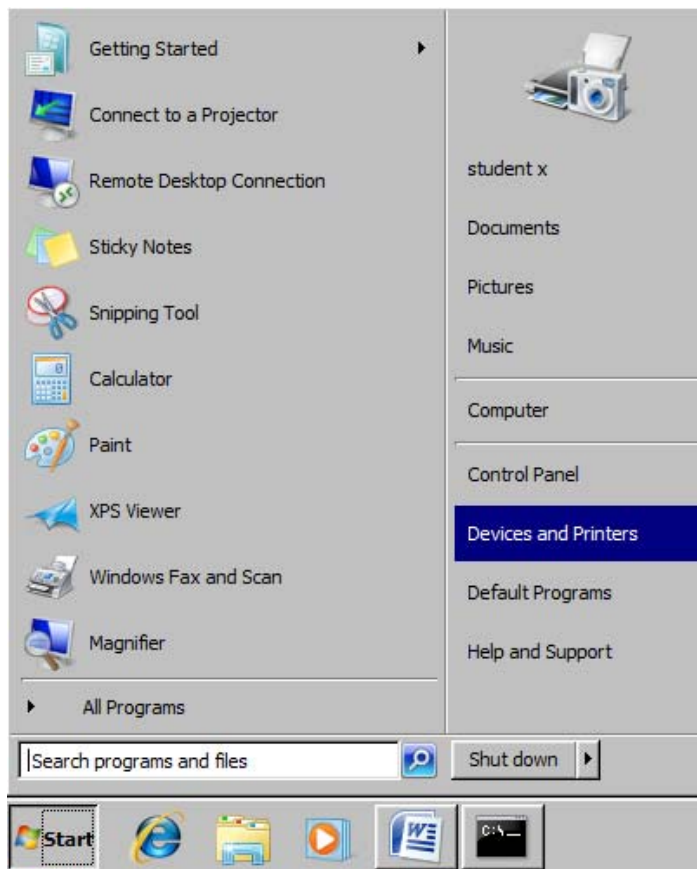 Getting Started
Connect to a Projector
Remote Desktop Connection
Sticky Notes
Snipping Tool
Calculator
Paint
XPS Viewer
Windows Fax and Scan
Magnifier
All Programs
Search programs and files
student x
Documents
Pictures
Music
Computer
Control Panel
Devices and Printers
Default Programs
Help and Support
Shut down
Start
W
C:\_